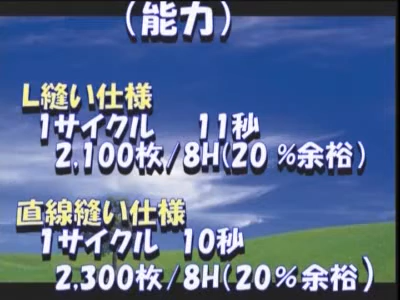 (能力)
L縫い仕様
1サイクル 11秒
2,100枚/8H(20 %余裕)
直線縫い仕様
1サイクル 10秒
2,300枚/8H(20%余裕)